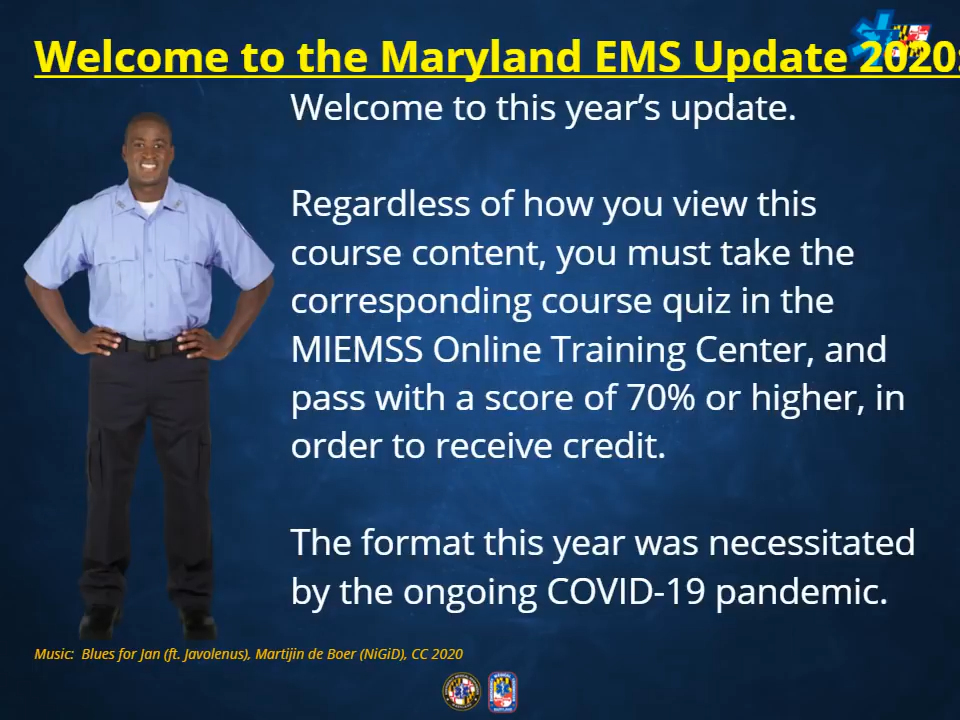 Welcome to the Maryland EMS Update 2020:
Welcome to this year’s update.
Regardless of how you view this
course content, you must take the
corresponding course quiz in the
MIEMSS Online Training Center, and
pass with a score of 70% or higher, in
order to receive credit.
The format this year was necessitated
by the ongoing COVID-19 pandemic.
Music:  Blues for Jan (ft. Javolenus), Martijin de Boer (NiGiD), CC 2020